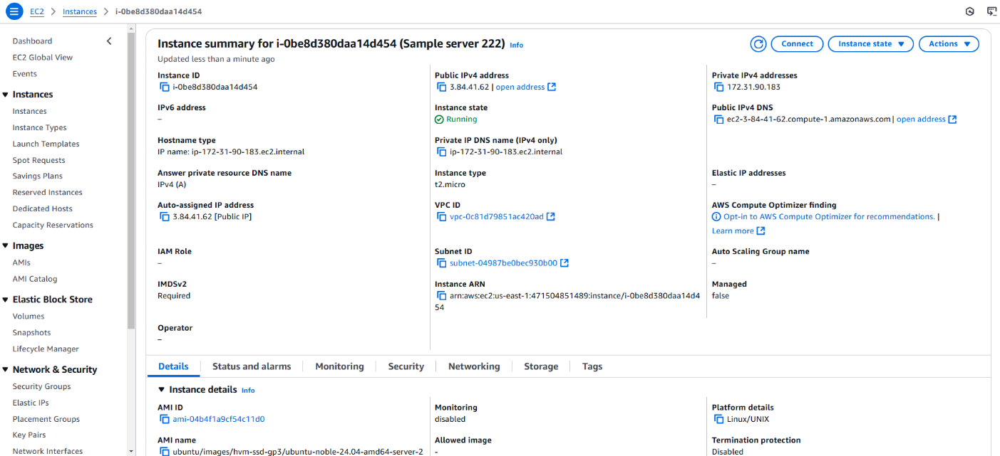 EC2 > Instances > i-0be8d380daa14d454
Dashboard
EC2 Global View
Events
Instances
Instances
Instance Types
Launch Templates
Spot Requests
Savings Plans
Reserved Instances
Dedicated Hosts
Capacity Reservations
Images
AMIs
AMI Catalog
Elastic Block Store
Volumes
Snapshots
Lifecycle Manager
Network & Security
Security Groups
Elastic IPs
Placement Groups
Key Pairs
Network Interfaces
Instance summary for i-0be8d380daa14d454 (Sample server 222) Info
Connect
Instance state
Actions
Updated less than a minute ago
Instance ID
i-0be8d380daa14d454
Public IPv4 address
3.84.41.62 | open address
Private IPv4 addresses
172.31.90.183
IPv6 address
–
Instance state
Running
Public IPv4 DNS
ec2-3-84-41-62.compute-1.amazonaws.com | open address
Hostname type
IP name: ip-172-31-90-183.ec2.internal
Private IP DNS name (IPv4 only)
ip-172-31-90-183.ec2.internal
Answer private resource DNS name
IPv4 (A)
Instance type
t2.micro
Elastic IP addresses
–
Auto-assigned IP address
3.84.41.62 [Public IP]
VPC ID
vpc-0c81d79851ac420ad
AWS Compute Optimizer finding
Opt-in to AWS Compute Optimizer for recommendations. |
Learn more
IAM Role
–
Subnet ID
subnet-04987be0bec930b00
Auto Scaling Group name
–
IMDSv2
Required
Instance ARN
arn:aws:ec2:us-east-1:471504851489:instance/i-0be8d380daa14d4
54
Managed
false
Operator
–
Details
Status and alarms
Monitoring
Security
Networking
Storage
Tags
Instance details Info
AMI ID
ami-04b4f1a9cf54c11d0
Monitoring
disabled
Platform details
Linux/UNIX
AMI name
ubuntu/images/hvm-ssd-gp3/ubuntu-noble-24.04-amd64-server-2
Allowed image
-
Termination protection
Disabled